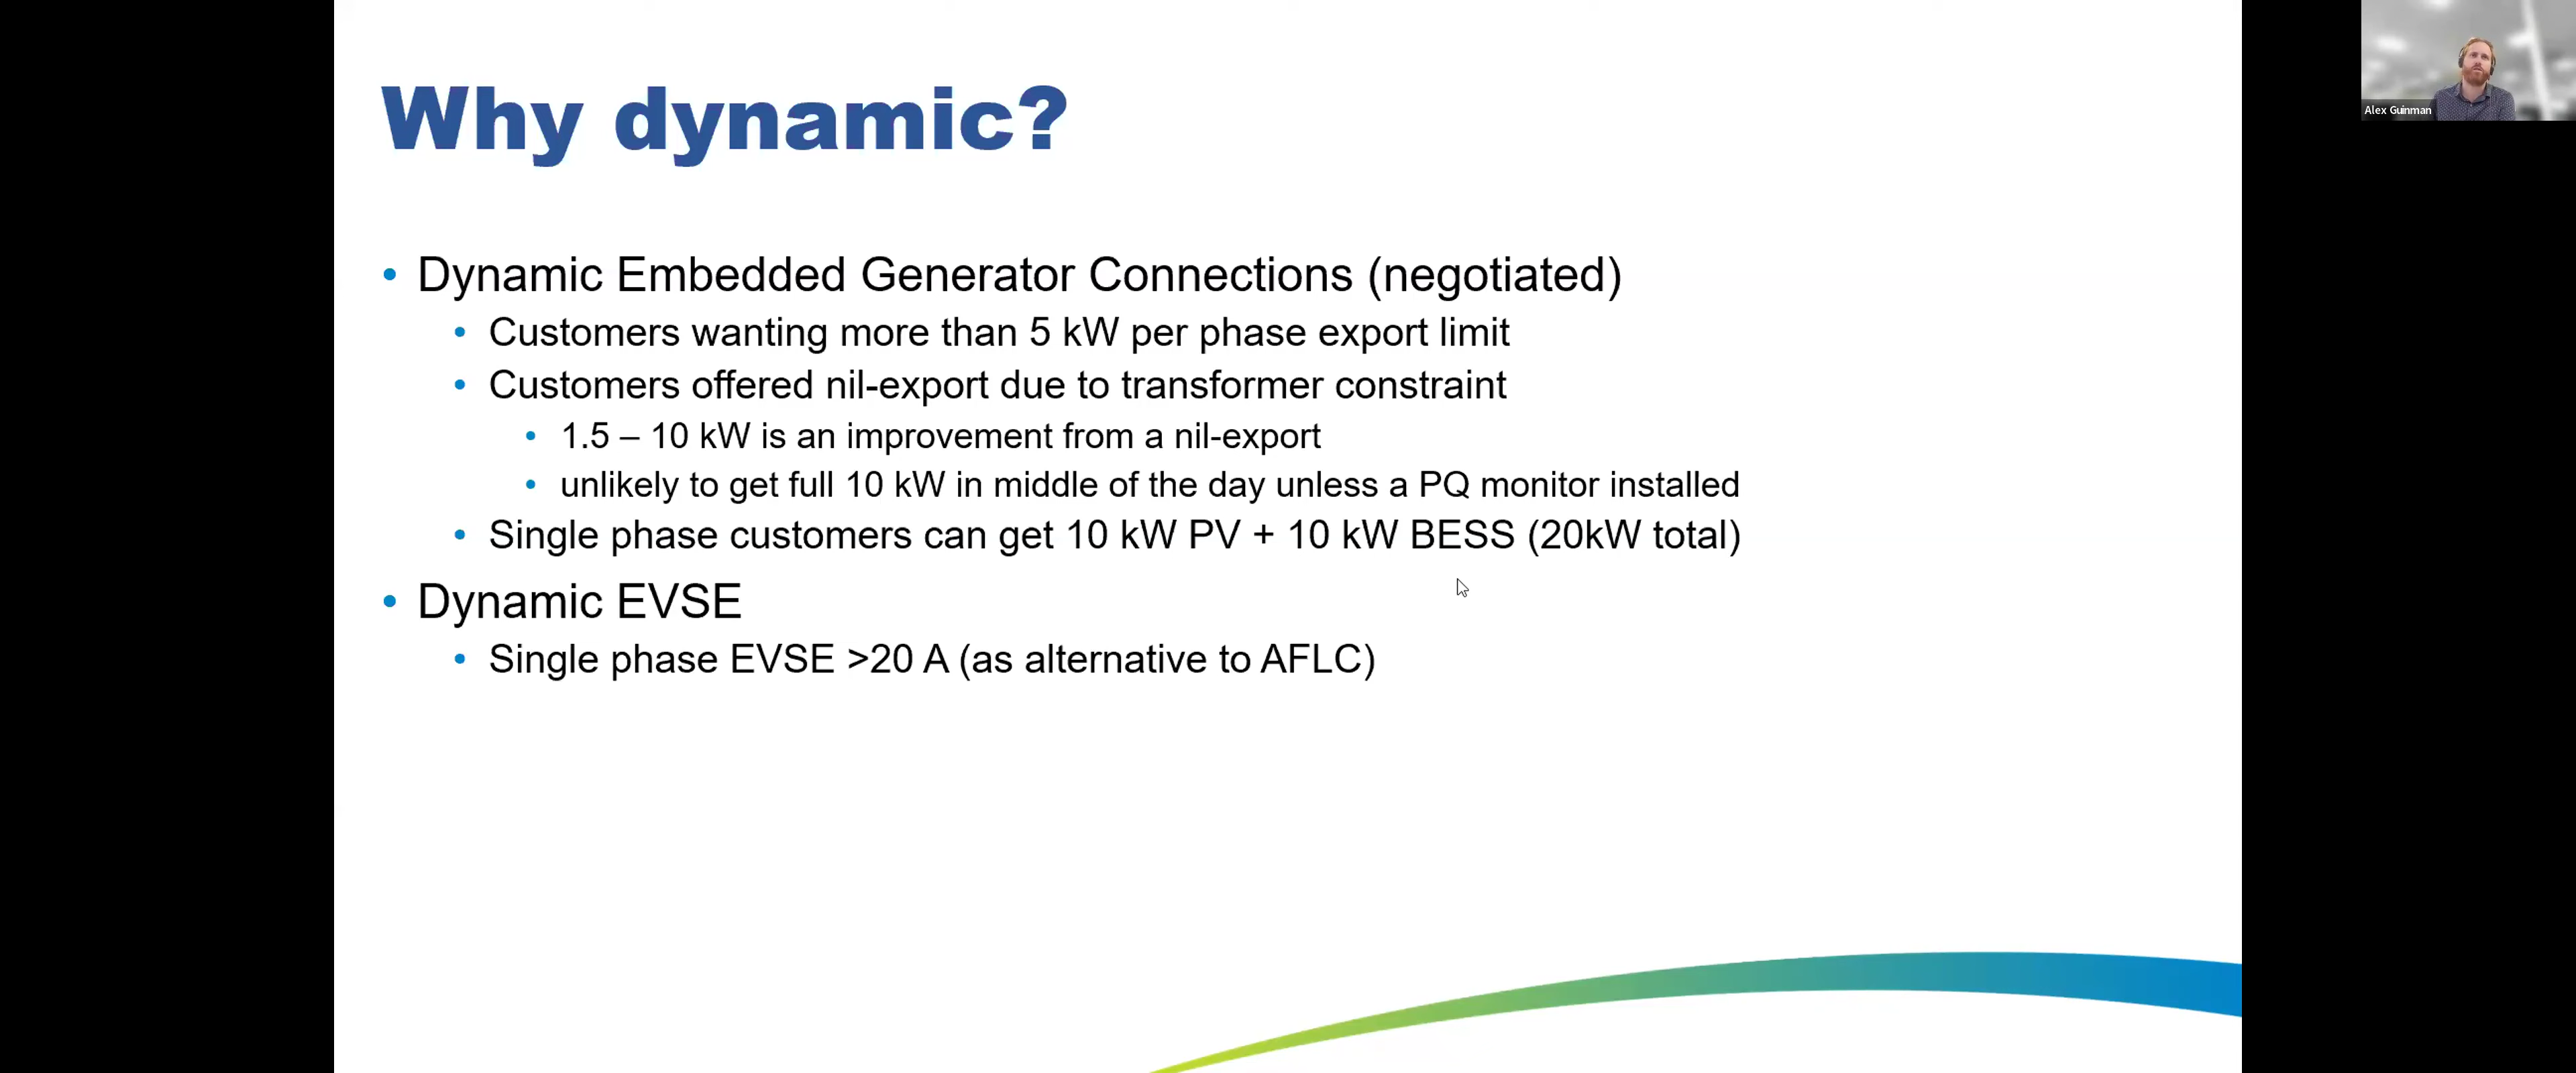 Why dynamic?
Alex Guinman
• Dynamic Embedded Generator Connections (negotiated)
• Customers wanting more than 5 kW per phase export limit
• Customers offered nil-export due to transformer constraint
• 1.5 – 10 kW is an improvement from a nil-export
• unlikely to get full 10 kW in middle of the day unless a PQ monitor installed
• Single phase customers can get 10 kW PV + 10 kW BESS (20kW total)
• Dynamic EVSE
• Single phase EVSE >20 A (as alternative to AFLC)